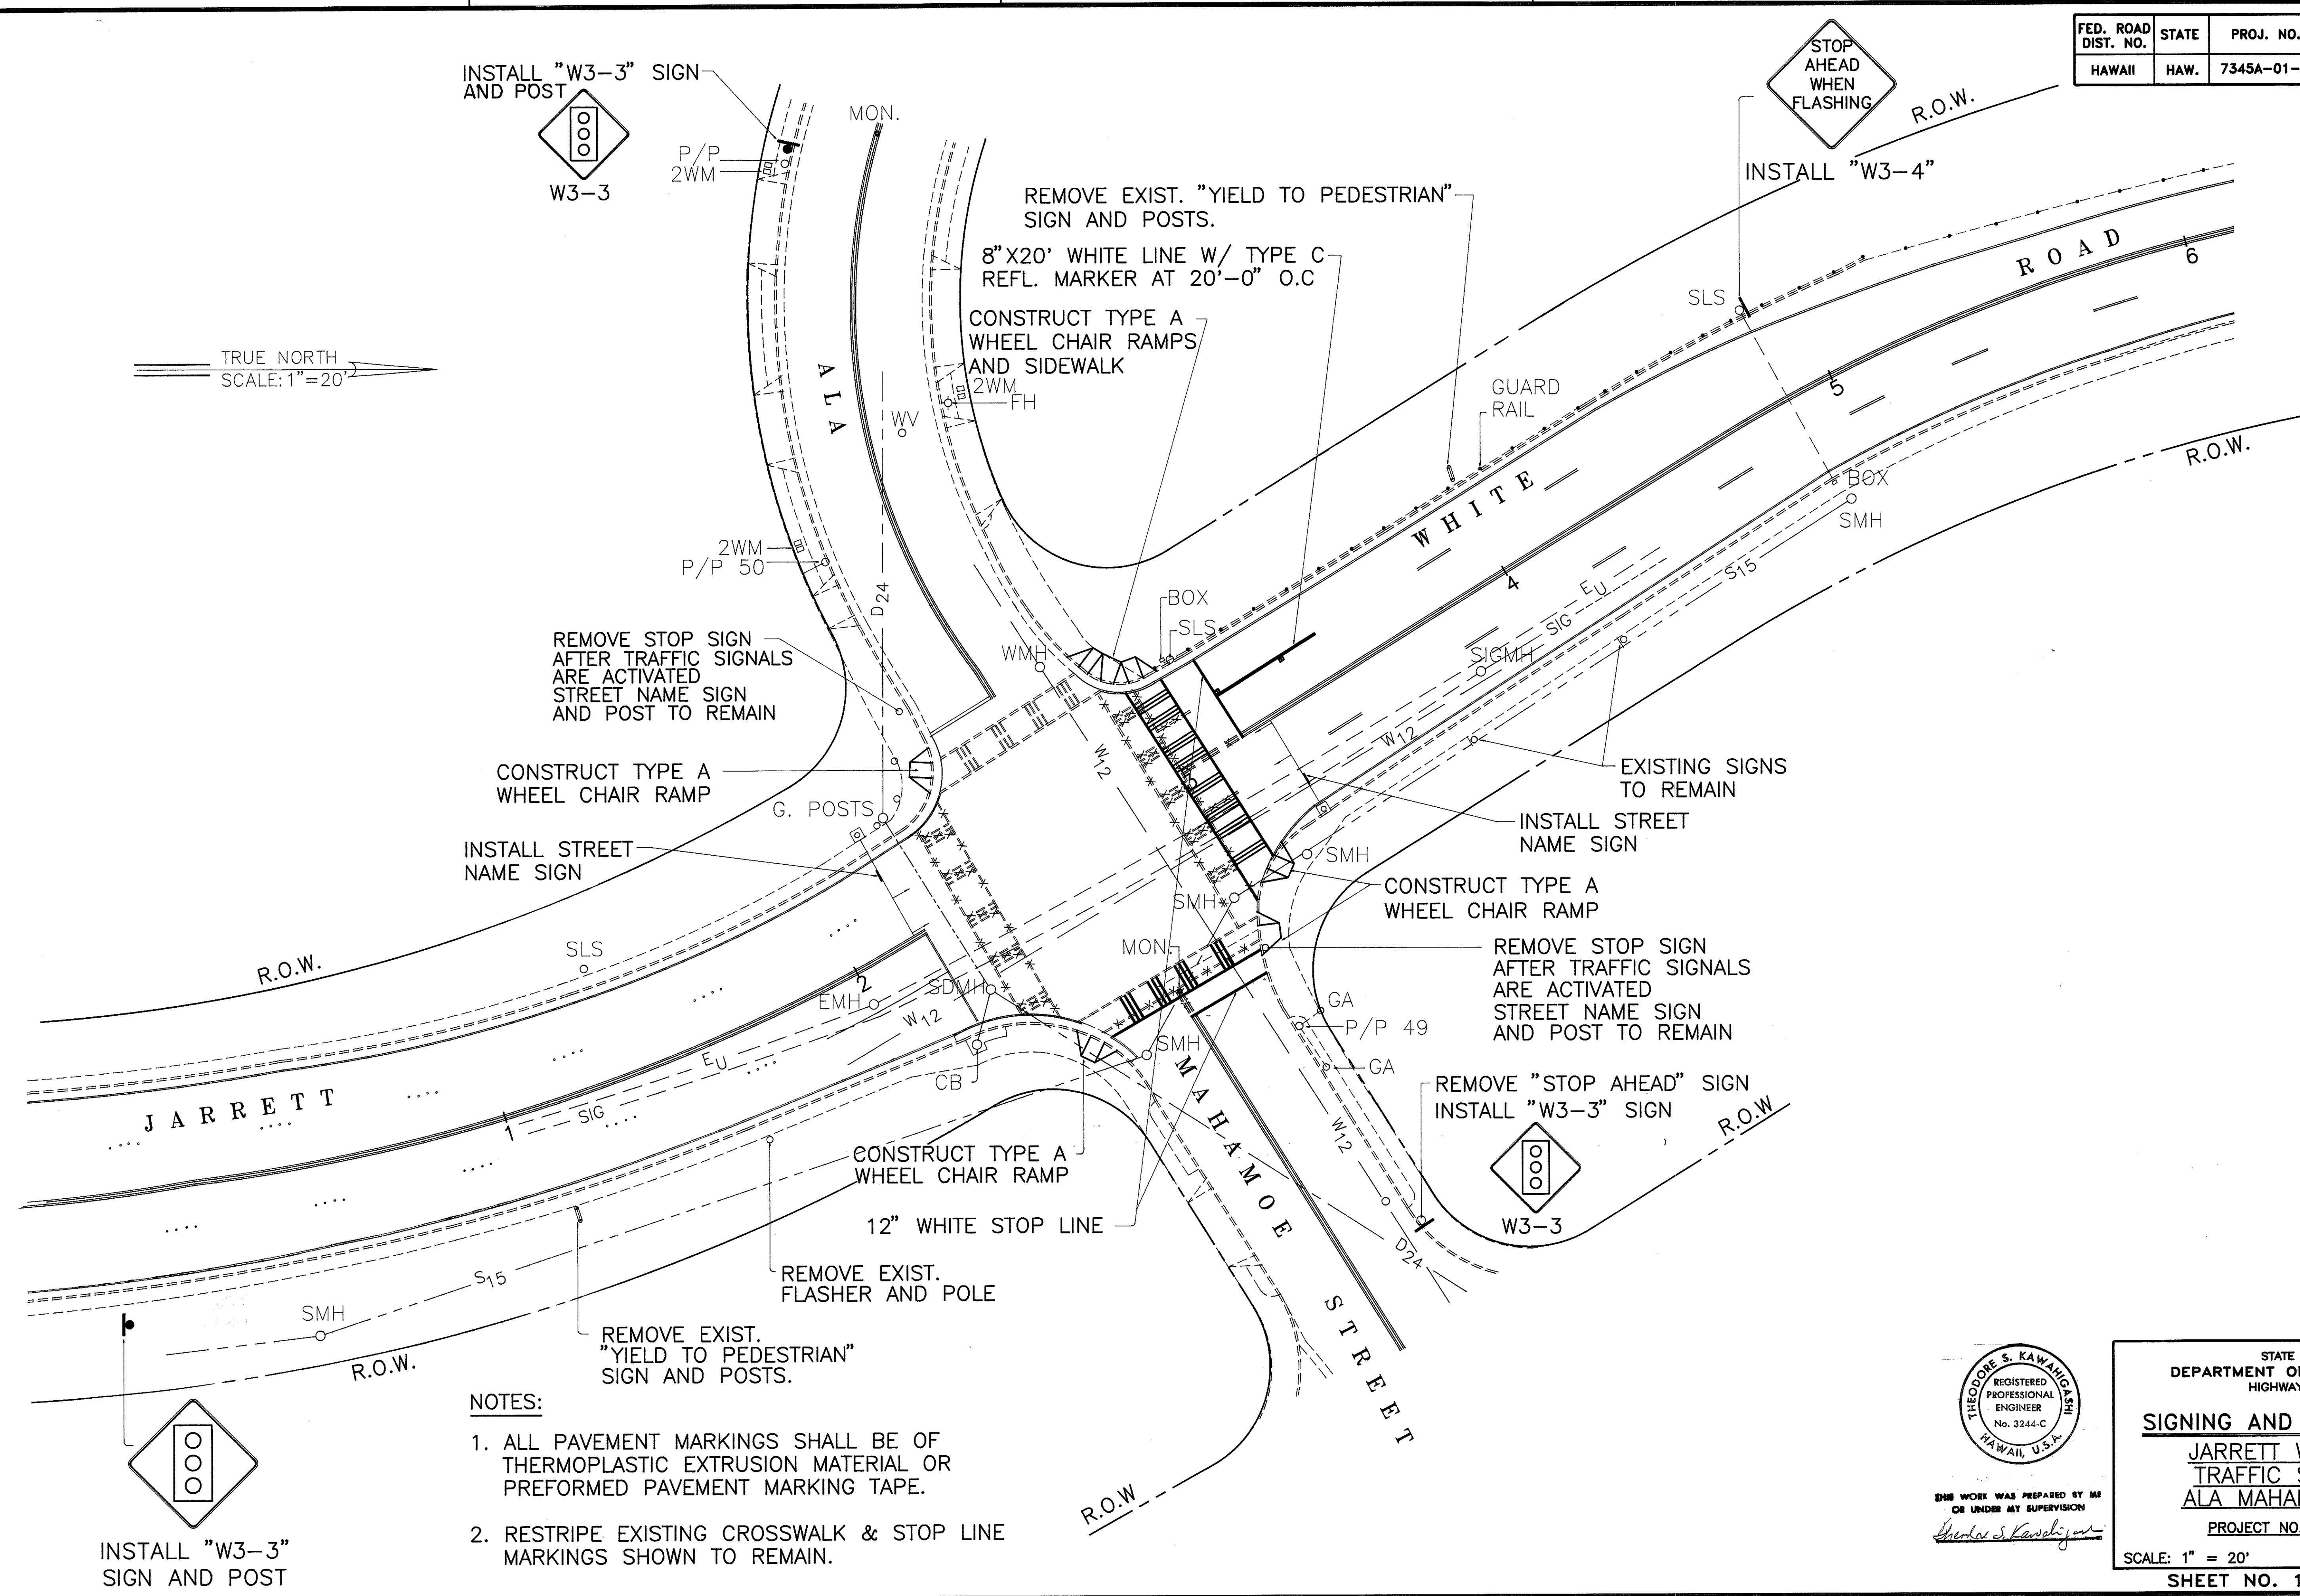 FED. ROAD DIST. NO.
STATE
PROJ. NO.
HAWAII
HAW.
7345A-01-
INSTALL "W3-3" SIGN
AND POST
W3-3
MON.
P/P
2WM
STOP
AHEAD
WHEN
FLASHING
INSTALL "W3-4"
R.O.W.
REMOVE EXIST. "YIELD TO PEDESTRIAN"
SIGN AND POSTS.
8"X20' WHITE LINE W/ TYPE C
REFL. MARKER AT 20'-0" O.C
CONSTRUCT TYPE A
WHEEL CHAIR RAMPS
AND SIDEWALK
TRUE NORTH
SCALE: 1"=20'
ALA
WV
2WM
FH
GUARD
RAIL
SLS
ROAD
6
5
R.O.W.
BOX
SMH
WHITE
4
S15
EU
SIG
2WM
P/P 50
D24
BOX
SLS
WMH
SIGMH
REMOVE STOP SIGN
AFTER TRAFFIC SIGNALS
ARE ACTIVATED
STREET NAME SIGN
AND POST TO REMAIN
W12
W12
3
EXISTING SIGNS
TO REMAIN
CONSTRUCT TYPE A
WHEEL CHAIR RAMP
G. POSTS
INSTALL STREET
NAME SIGN
INSTALL STREET
NAME SIGN
SMH
CONSTRUCT TYPE A
WHEEL CHAIR RAMP
SMH
MON.
REMOVE STOP SIGN
AFTER TRAFFIC SIGNALS
ARE ACTIVATED
STREET NAME SIGN
AND POST TO REMAIN
R.O.W.
SLS
2
EMH
SDMH
W12
GA
P/P 49
GA
SMH
EU
CB
REMOVE "STOP AHEAD" SIGN
INSTALL "W3-3" SIGN
W3-3
R.O.W
JARRETT
1
SIG
MAHAMOE
STREET
W12
D24
CONSTRUCT TYPE A
WHEEL CHAIR RAMP
12" WHITE STOP LINE
REMOVE EXIST.
FLASHER AND POLE
S15
SMH
R.O.W.
REMOVE EXIST.
"YIELD TO PEDESTRIAN"
SIGN AND POSTS.
R.O.W
INSTALL "W3-3"
SIGN AND POST
NOTES:
1. ALL PAVEMENT MARKINGS SHALL BE OF
THERMOPLASTIC EXTRUSION MATERIAL OR
PREFORMED PAVEMENT MARKING TAPE.
2. RESTRIPE EXISTING CROSSWALK & STOP LINE
MARKINGS SHOWN TO REMAIN.
THEODORE S. KAWAHIGASHI
REGISTERED
PROFESSIONAL
ENGINEER
No. 3244-C
HAWAII, U.S.A.
THIS WORK WAS PREPARED BY ME
OR UNDER MY SUPERVISION
Theodore S. Kawahigashi
STATE
DEPARTMENT O
HIGHWAY
SIGNING AND
JARRETT W
TRAFFIC S
ALA MAHA
PROJECT NO.
SCALE: 1" = 20'
SHEET NO. 1